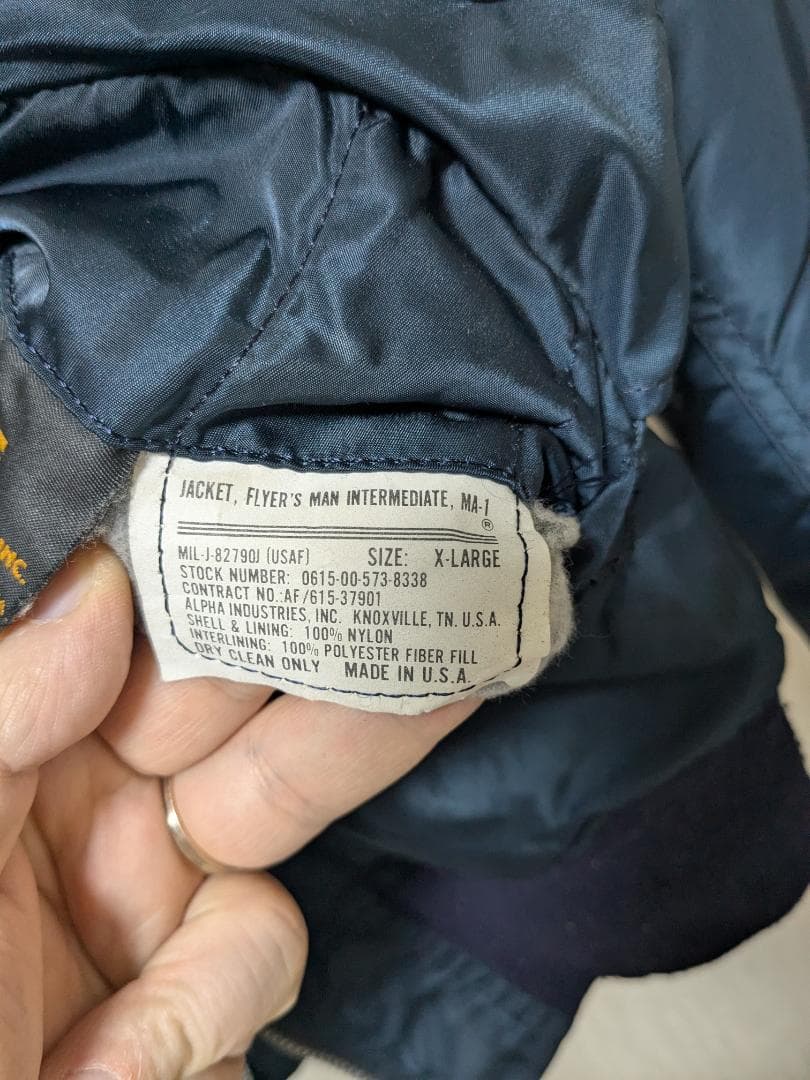 JACKET, FLYER'S MAN INTERMEDIATE, MA-1
®
MIL-J-82790J (USAF) SIZE: X-LARGE
STOCK NUMBER: 0615-00-573-8338
CONTRACT NO.:AF/615-37901
ALPHA INDUSTRIES, INC. KNOXVILLE, TN. U.S.A.
SHELL & LINING: 100% NYLON
INTERLINING: 100% POLYESTER FIBER FILL
DRY CLEAN ONLY MADE IN U.S.A.
INC.